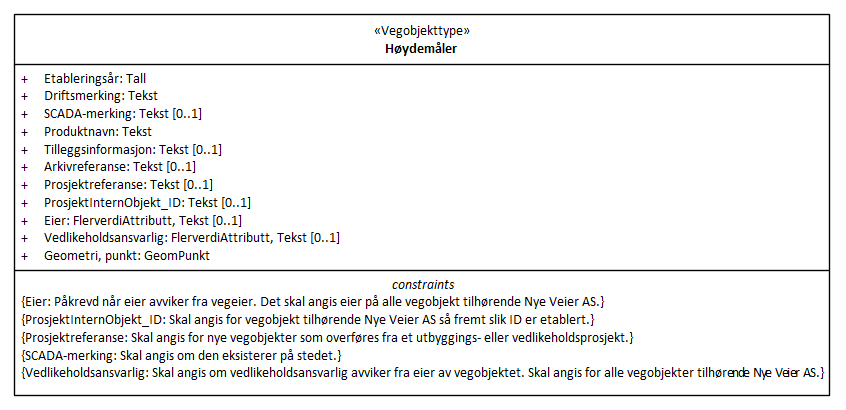 «Vegobjekttype»
Høydemåler
+ Etableringsår: Tall
+ Driftsmerking: Tekst
+ SCADA-merking: Tekst [0..1]
+ Produktnavn: Tekst
+ Tilleggsinformasjon: Tekst [0..1]
+ Arkivreferanse: Tekst [0..1]
+ Prosjektreferanse: Tekst [0..1]
+ ProsjektInternObjekt_ID: Tekst [0..1]
+ Eier: FlerverdiAttributt, Tekst [0..1]
+ Vedlikeholdsansvarlig: FlerverdiAttributt, Tekst [0..1]
+ Geometri, punkt: GeomPunkt
constraints
{Eier: Påkrevd når eier avviker fra vegeier. Det skal angis eier på alle vegobjekt tilhørende Nye Veier AS.}
{ProsjektInternObjekt_ID: Skal angis for vegobjekt tilhørende Nye Veier AS så fremt slik ID er etablert.}
{Prosjektreferanse: Skal angis for nye vegobjekter som overføres fra et utbyggings- eller vedlikeholdsprosjekt.}
{SCADA-merking: Skal angis om den eksisterer på stedet.}
{Vedlikeholdsansvarlig: Skal angis om vedlikeholdsansvarlig avviker fra eier av vegobjektet. Skal angis for alle vegobjekter tilhørende Nye Veier AS.}